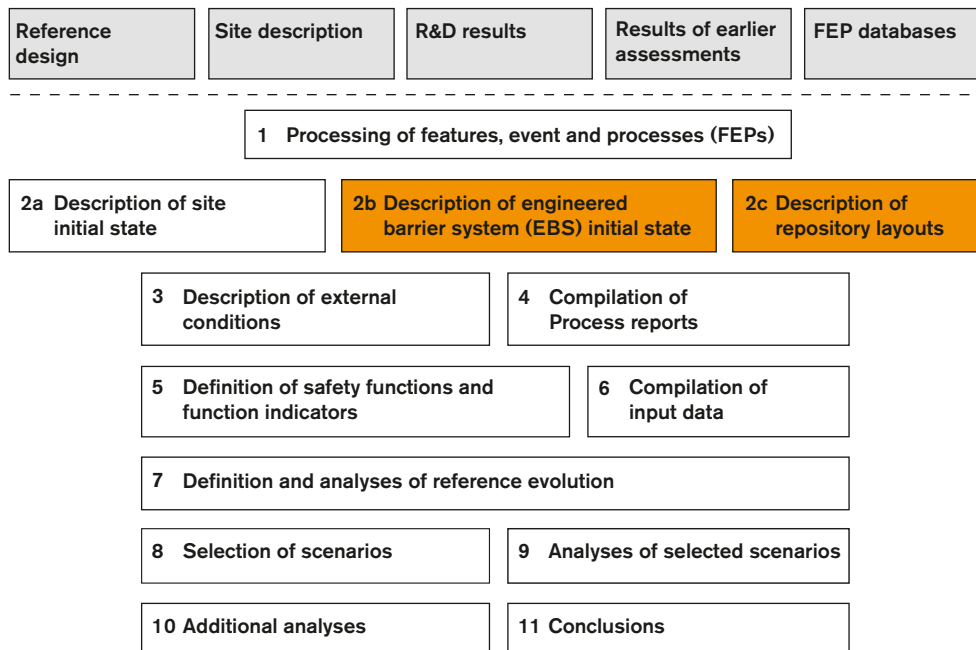 Reference
design
Site description
R&D results
Results of earlier
assessments
FEP databases
1 Processing of features, event and processes (FEPs)
2a Description of site
initial state
2b Description of engineered
barrier system (EBS) initial state
2c Description of
repository layouts
3 Description of external
conditions
4 Compilation of
Process reports
5 Definition of safety functions and
function indicators
6 Compilation of
input data
7 Definition and analyses of reference evolution
8 Selection of scenarios
9 Analyses of selected scenarios
10 Additional analyses
11 Conclusions